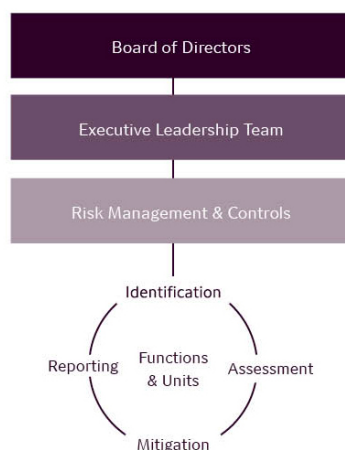 Board of Directors
Executive Leadership Team
Risk Management & Controls
Identification
Reporting
Functions
& Units
Assessment
Mitigation